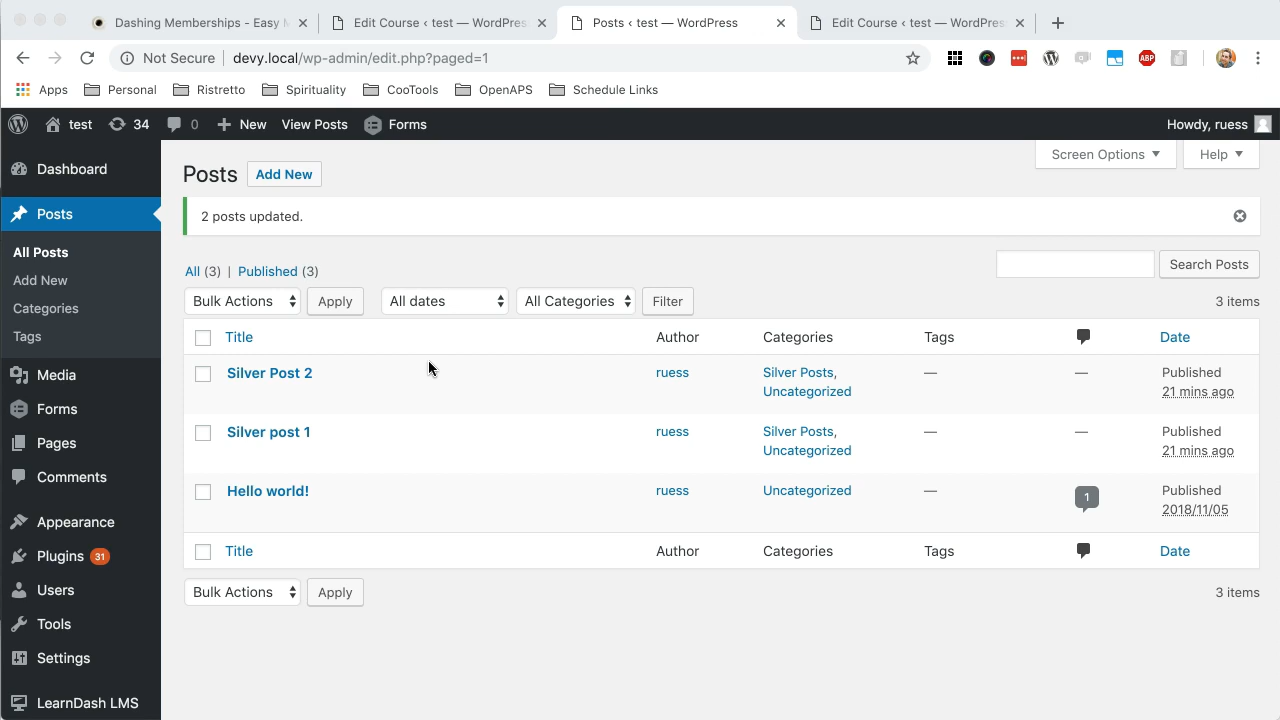 Dashing Memberships - Easy M
Edit Course ‹ test — WordPres
Posts ‹ test — WordPress
Edit Course ‹ test — WordPres
Not Secure
devy.local/wp-admin/edit.php?paged=1
ABP
Apps
Personal
Ristretto
Spirituality
CooTools
OpenAPS
Schedule Links
test
34
0
New
View Posts
Forms
Howdy, ruess
Dashboard
Posts
All Posts
Add New
Categories
Tags
Media
Forms
Pages
Comments
Appearance
Plugins 31
Users
Tools
Settings
LearnDash LMS
Screen Options
Help
Posts
Add New
2 posts updated.
All (3) | Published (3)
Search Posts
Bulk Actions
Apply
All dates
All Categories
Filter
3 items
Title
Author
Categories
Tags
Date
Silver Post 2
ruess
Silver Posts,
Uncategorized
—
—
Published
21 mins ago
Silver post 1
ruess
Silver Posts,
Uncategorized
—
—
Published
21 mins ago
Hello world!
ruess
Uncategorized
—
1
Published
2018/11/05
Title
Author
Categories
Tags
Date
Bulk Actions
Apply
3 items